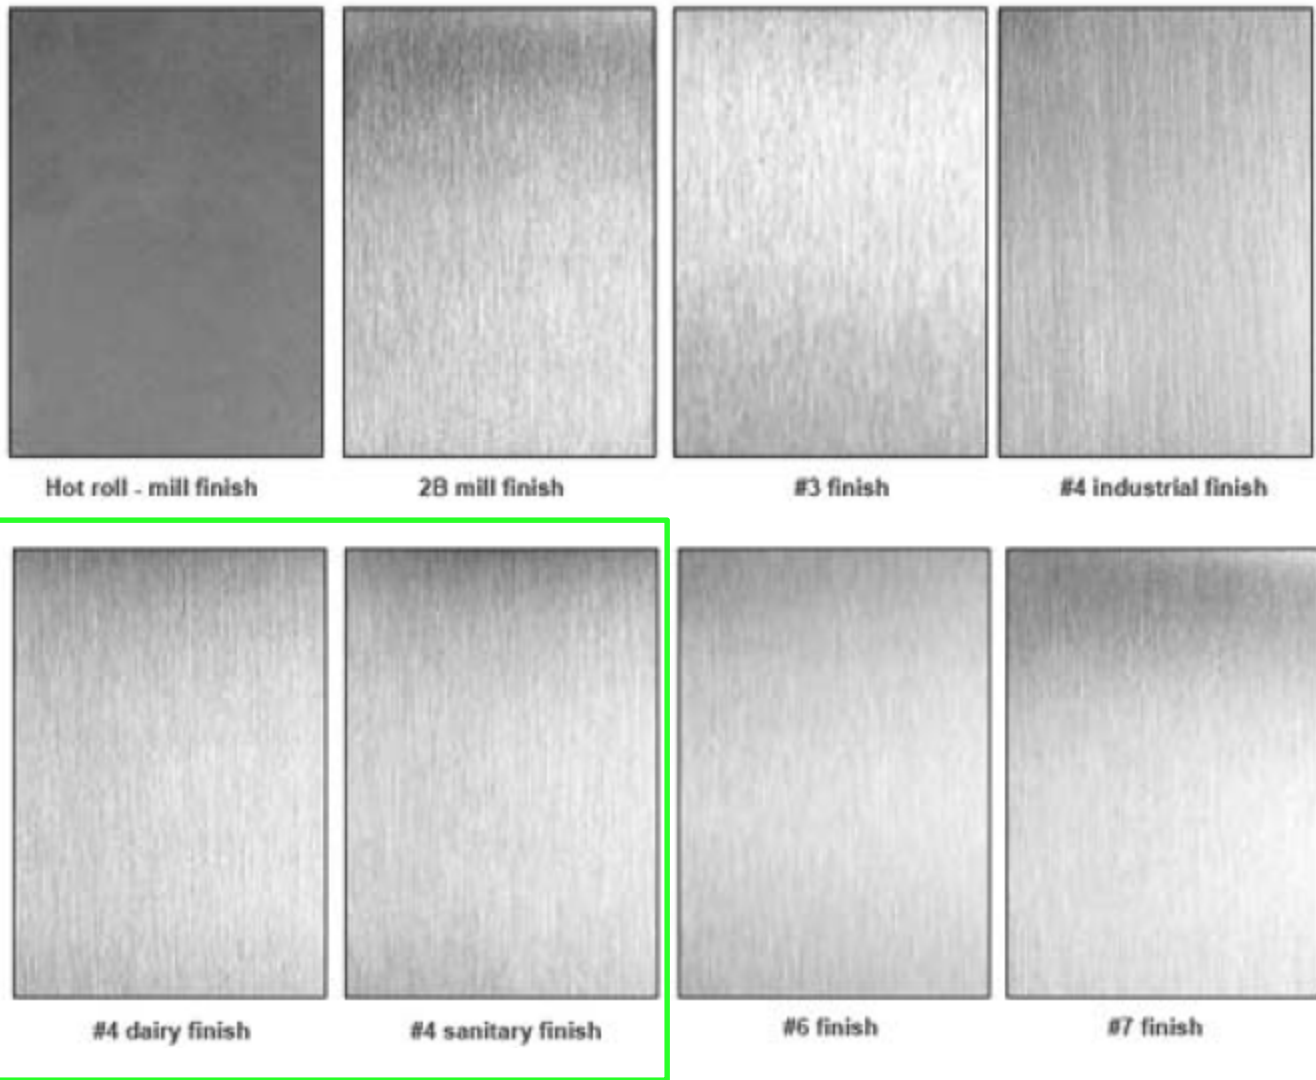 Hot roll - mill finish
2B mill finish
#3 finish
#4 industrial finish
#4 dairy finish
#4 sanitary finish
#6 finish
#7 finish